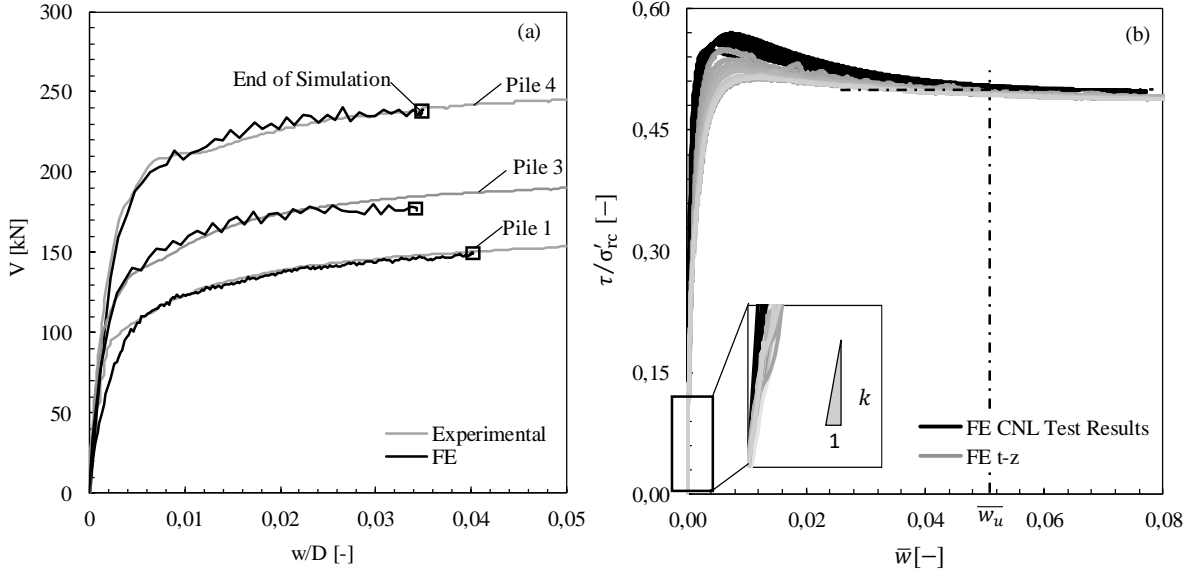 (a)
End of Simulation
Pile 4
Pile 3
Pile 1
V [kN]
300
250
200
150
100
50
0
Experimental
FE
0
0,01
0,02
0,03
0,04
0,05
w/D [-]
(b)
τ/σ′rc [−]
0,60
0,45
0,30
0,15
0,00
k
1
FE CNL Test Results
FE t-z
0,00
0,02
0,04
w̅u̅
0,06
0,08
w̅ [−]